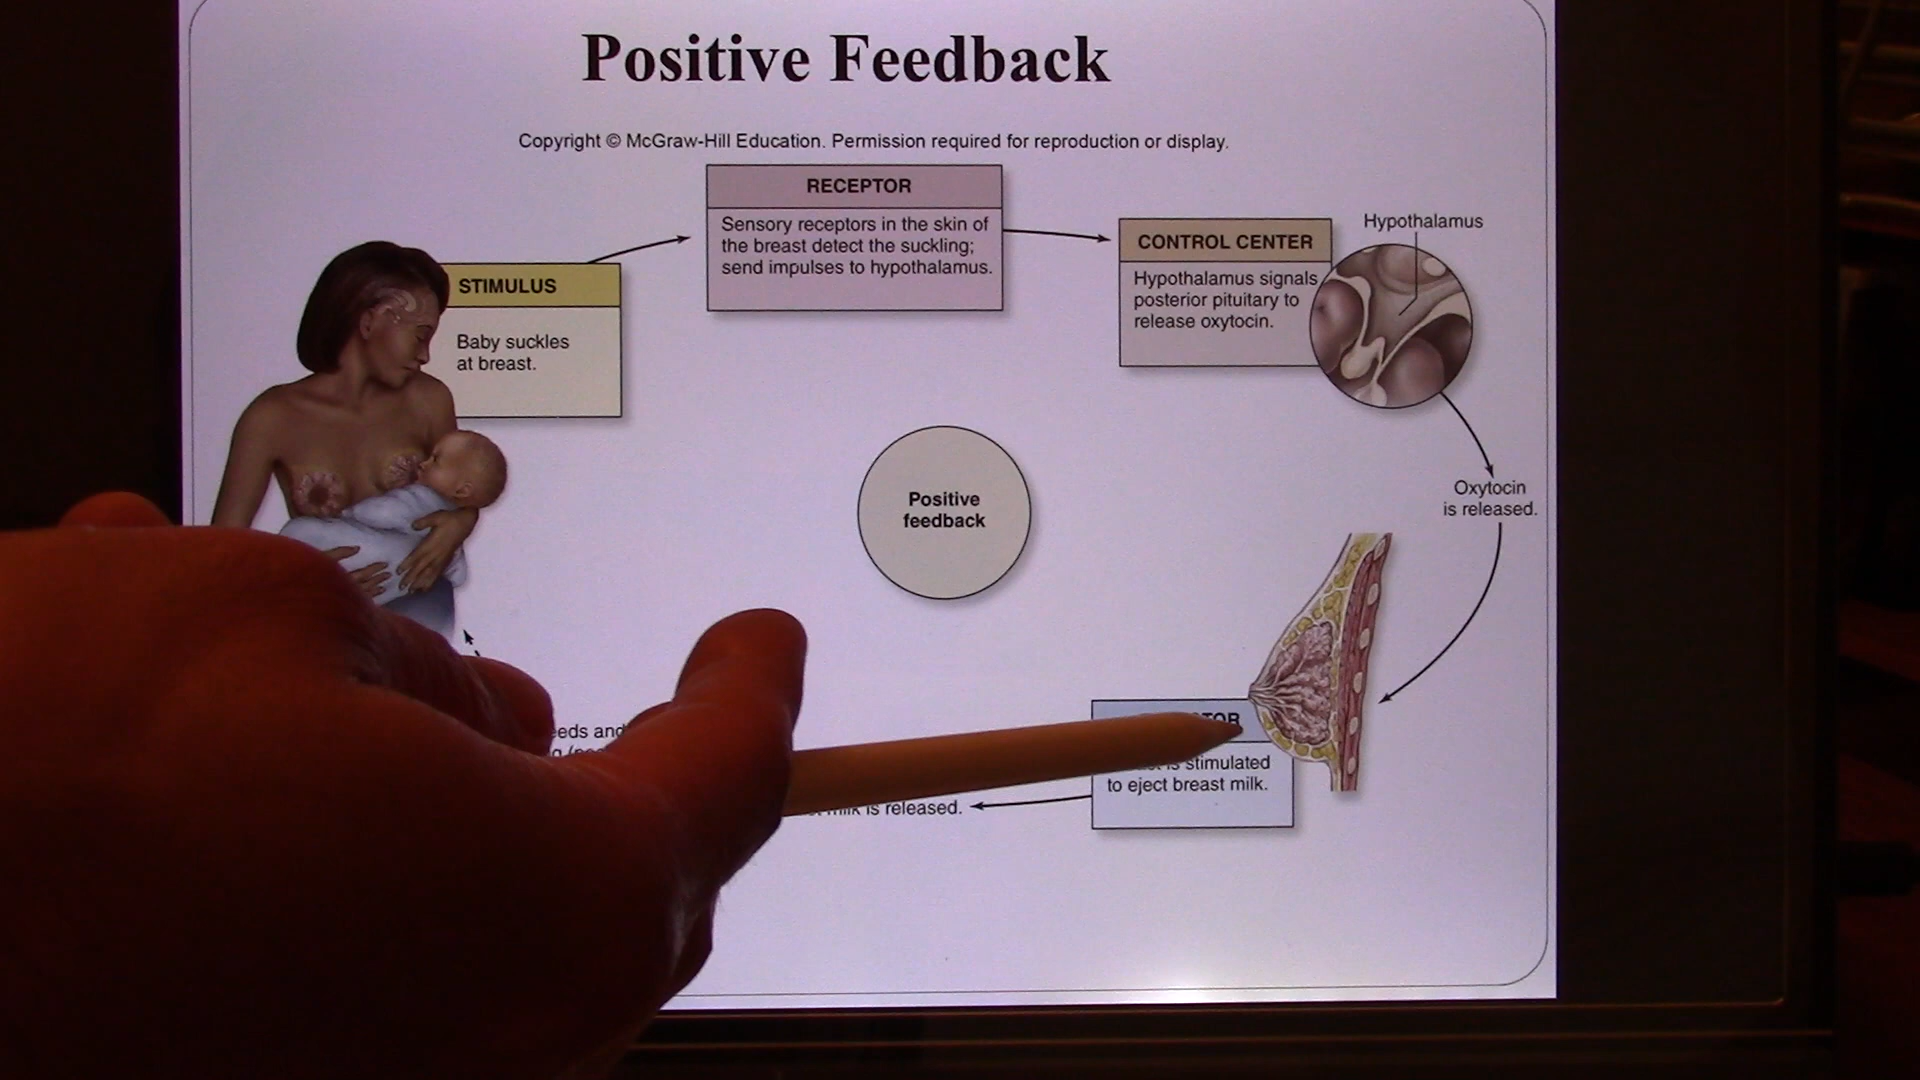 Positive Feedback
Copyright © McGraw-Hill Education. Permission required for reproduction or display.
RECEPTOR
Sensory receptors in the skin of
the breast detect the suckling;
send impulses to hypothalamus.
Hypothalamus
CONTROL CENTER
Hypothalamus signals
posterior pituitary to
release oxytocin.
STIMULUS
Baby suckles
at breast.
Positive
feedback
Oxytocin
is released.
is stimulated
to eject breast milk.
and
is released.